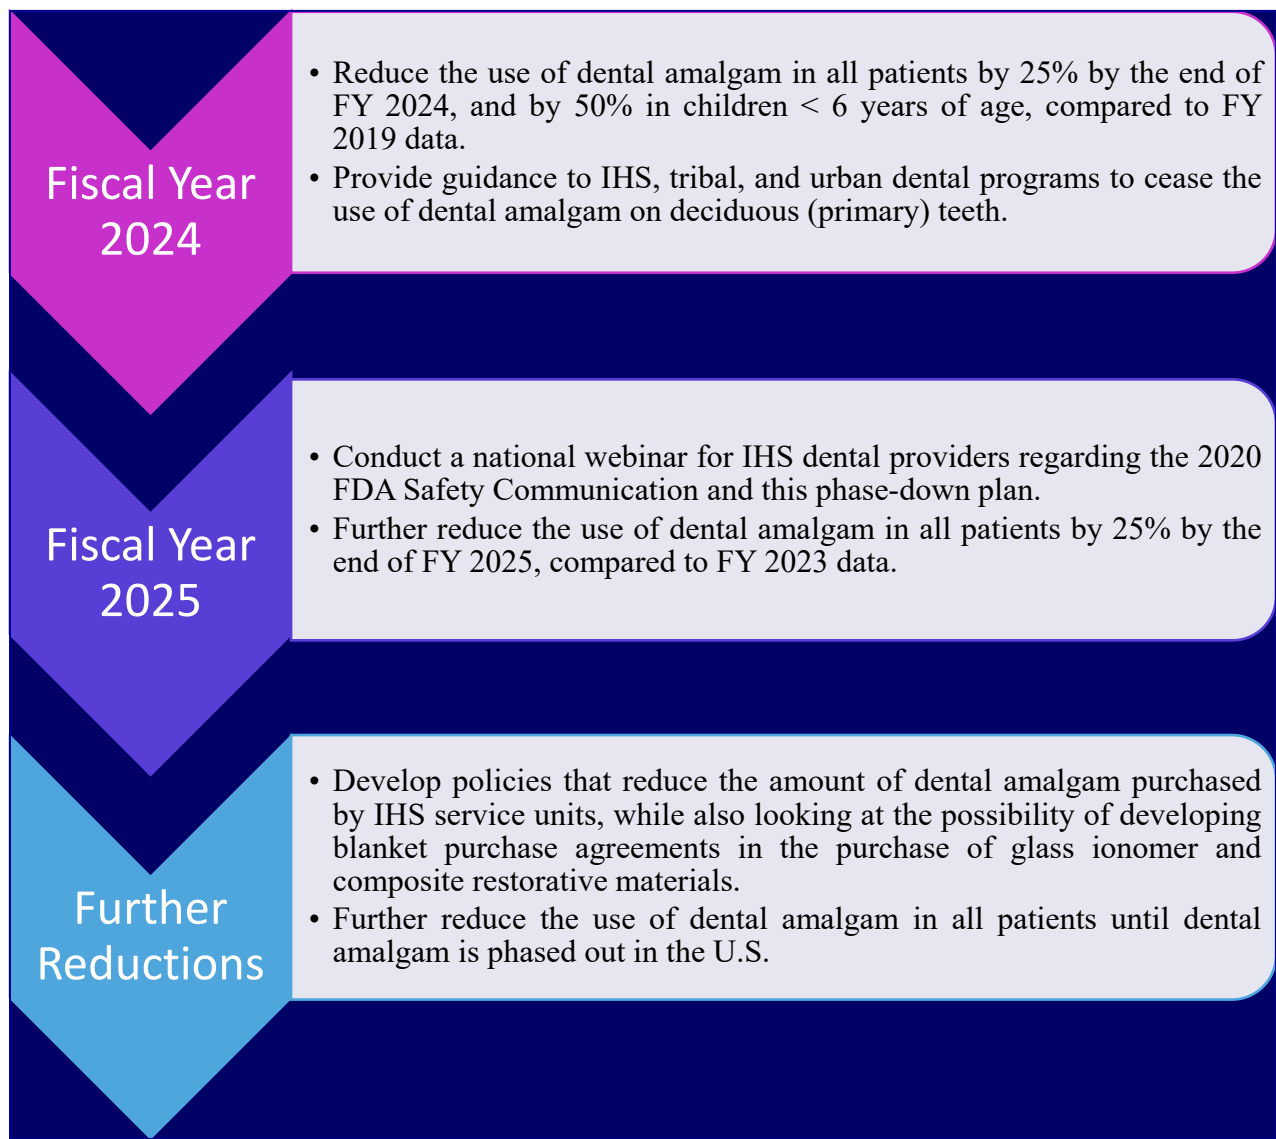 Fiscal Year
2024
• Reduce the use of dental amalgam in all patients by 25% by the end of
FY 2024, and by 50% in children < 6 years of age, compared to FY
2019 data.
• Provide guidance to IHS, tribal, and urban dental programs to cease the
use of dental amalgam on deciduous (primary) teeth.
Fiscal Year
2025
• Conduct a national webinar for IHS dental providers regarding the 2020
FDA Safety Communication and this phase-down plan.
• Further reduce the use of dental amalgam in all patients by 25% by the
end of FY 2025, compared to FY 2023 data.
Further
Reductions
• Develop policies that reduce the amount of dental amalgam purchased
by IHS service units, while also looking at the possibility of developing
blanket purchase agreements in the purchase of glass ionomer and
composite restorative materials.
• Further reduce the use of dental amalgam in all patients until dental
amalgam is phased out in the U.S.